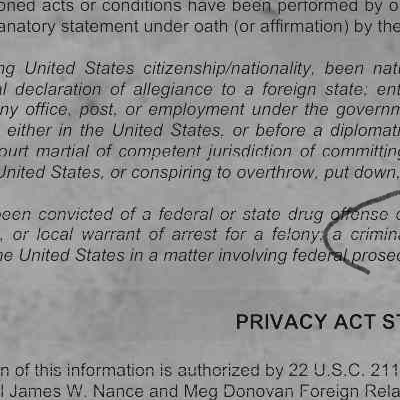 oned acts or conditions have been performed by o
anatory statement under oath (or affirmation) by the
ng United States citizenship/nationality, been nat
al declaration of allegiance to a foreign state; ent
ny office, post, or employment under the governm
either in the United States, or before a diplomati
ourt martial of competent jurisdiction of committing
United States, or conspiring to overthrow, put down,
been convicted of a federal or state drug offense o
, or local warrant of arrest for a felony; a crimina
he United States in a matter involving federal prosec
PRIVACY ACT ST
n of this information is authorized by 22 U.S.C. 211
l James W. Nance and Meg Donovan Foreign Rela